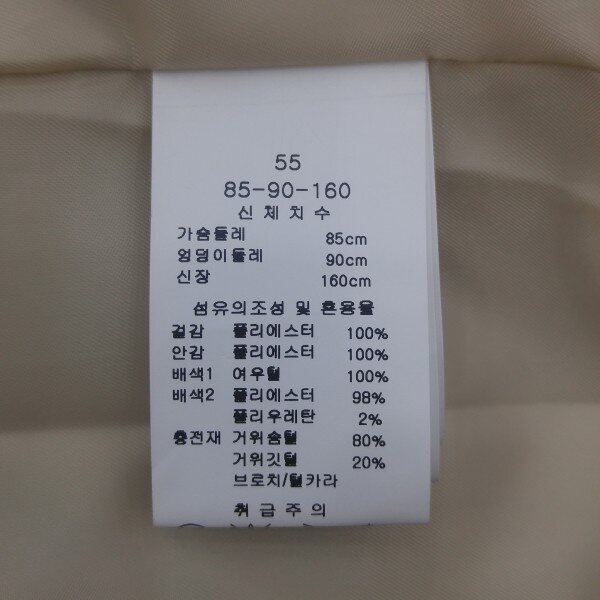 55
85-90-160
신체치수
가슴둘레 85cm
엉덩이둘레 90cm
신장 160cm
섬유의조성 및 혼용율
겉감 폴리에스터 100%
안감 폴리에스터 100%
배색1 여우털 100%
배색2 폴리에스터 98%
폴리우레탄 2%
충전재 거위솜털 80%
거위깃털 20%
브로치/털카라
취급주의